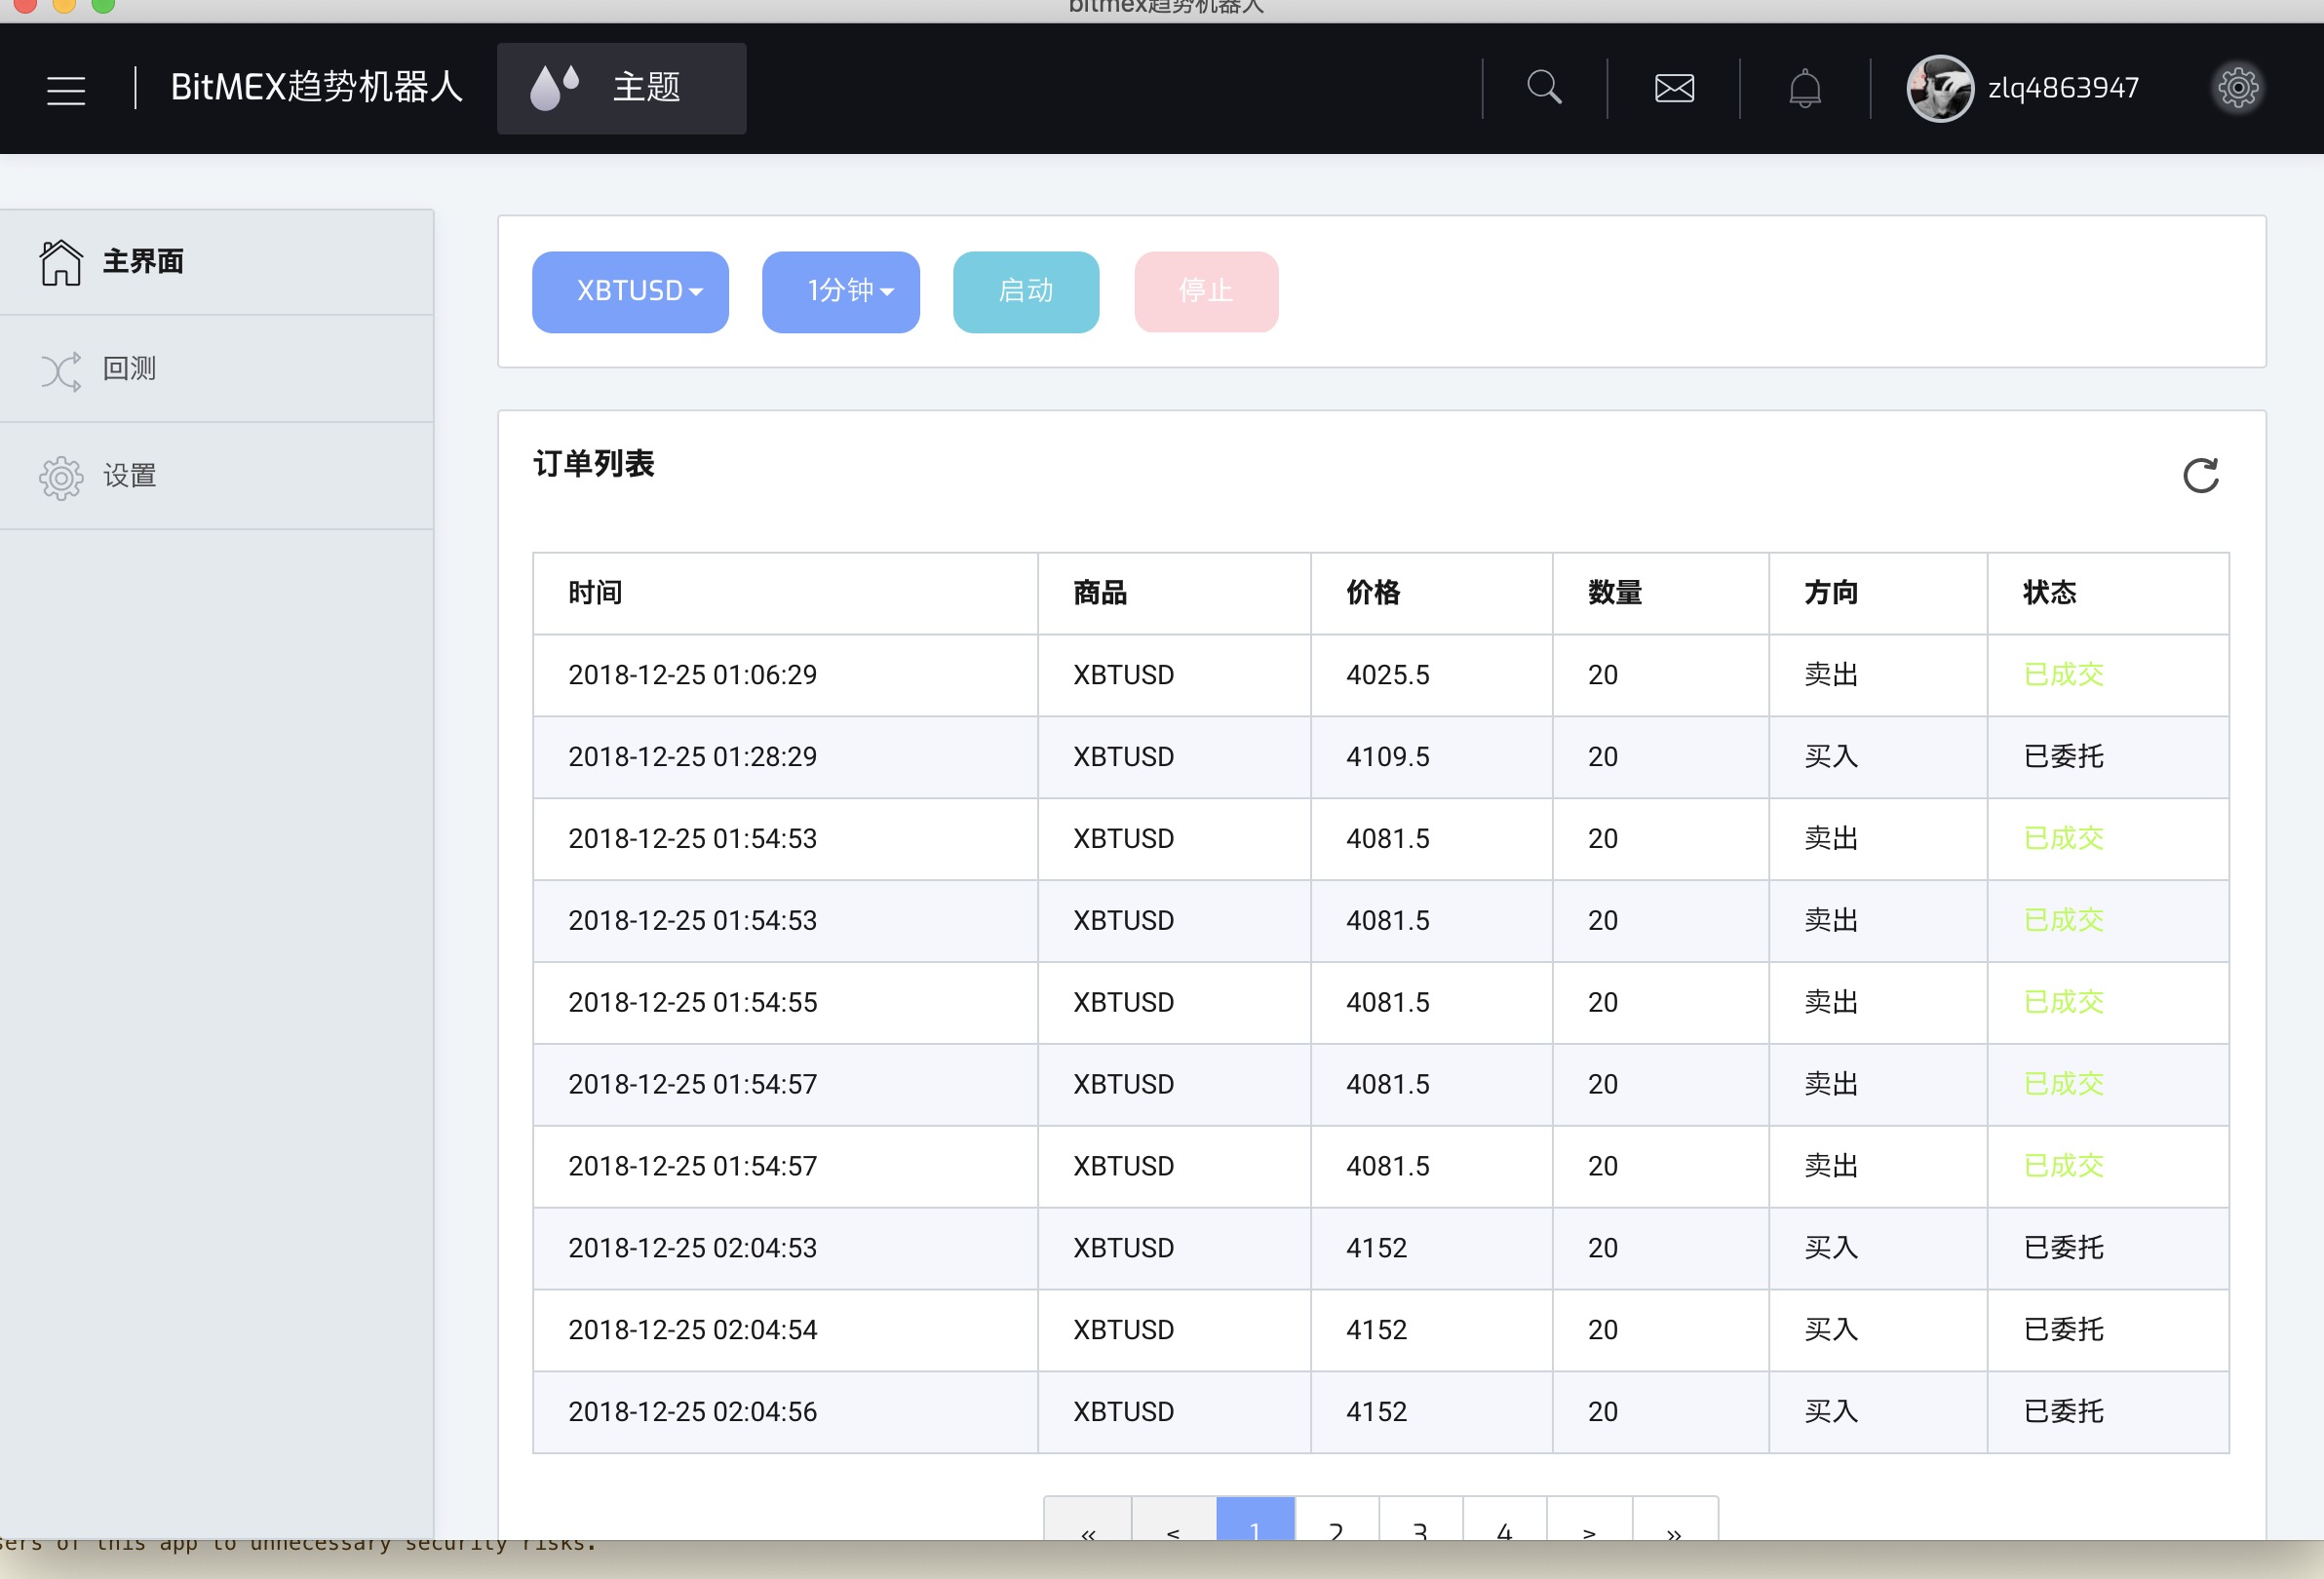 bitmex趋势机器人
BitMEX趋势机器人 主题 zlq4863947
主界面
回测
设置
XBTUSD 1分钟 启动 停止
订单列表
时间 商品 价格 数量 方向 状态
2018-12-25 01:06:29 XBTUSD 4025.5 20 卖出 已成交
2018-12-25 01:28:29 XBTUSD 4109.5 20 买入 已委托
2018-12-25 01:54:53 XBTUSD 4081.5 20 卖出 已成交
2018-12-25 01:54:53 XBTUSD 4081.5 20 卖出 已成交
2018-12-25 01:54:55 XBTUSD 4081.5 20 卖出 已成交
2018-12-25 01:54:57 XBTUSD 4081.5 20 卖出 已成交
2018-12-25 01:54:57 XBTUSD 4081.5 20 卖出 已成交
2018-12-25 02:04:53 XBTUSD 4152 20 买入 已委托
2018-12-25 02:04:54 XBTUSD 4152 20 买入 已委托
2018-12-25 02:04:56 XBTUSD 4152 20 买入 已委托
« < 1 2 3 4 > »
sers of this app to unnecessary security risks.